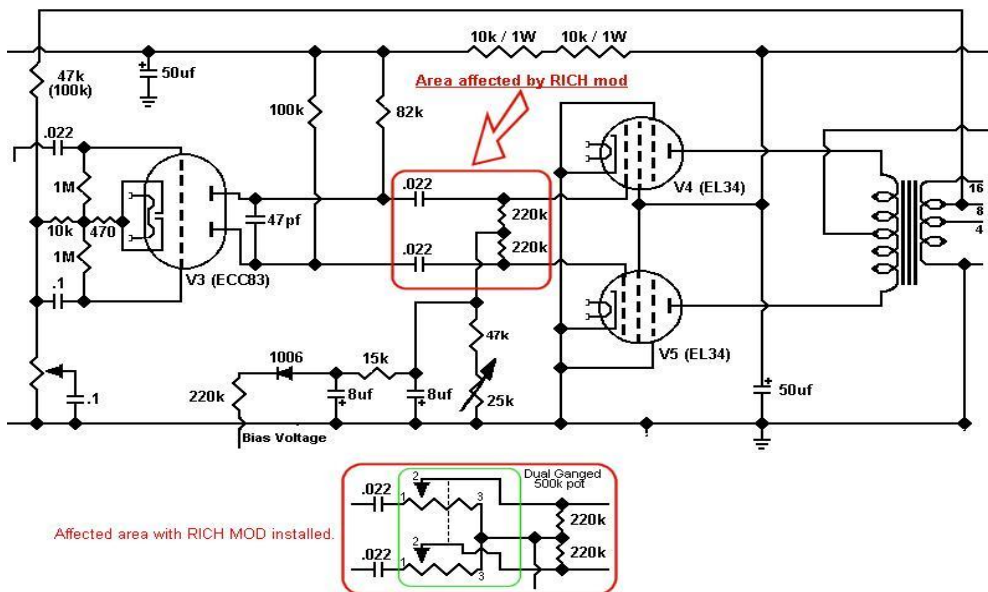 10k / 1W 10k / 1W
47k
(100k)
50uf
Area affected by RICH mod
100k
82k
.022
1M
10k
470
1M
.1
V3 (ECC83)
47pf
.022
220k
220k
.022
V4 (EL34)
16
8
4
V5 (EL34)
47k
1006
15k
220k
8uf
8uf
25k
50uf
.1
Bias Voltage
Dual Ganged
500k pot
.022
1
2
3
220k
220k
.022
1
2
3
Affected area with RICH MOD installed.